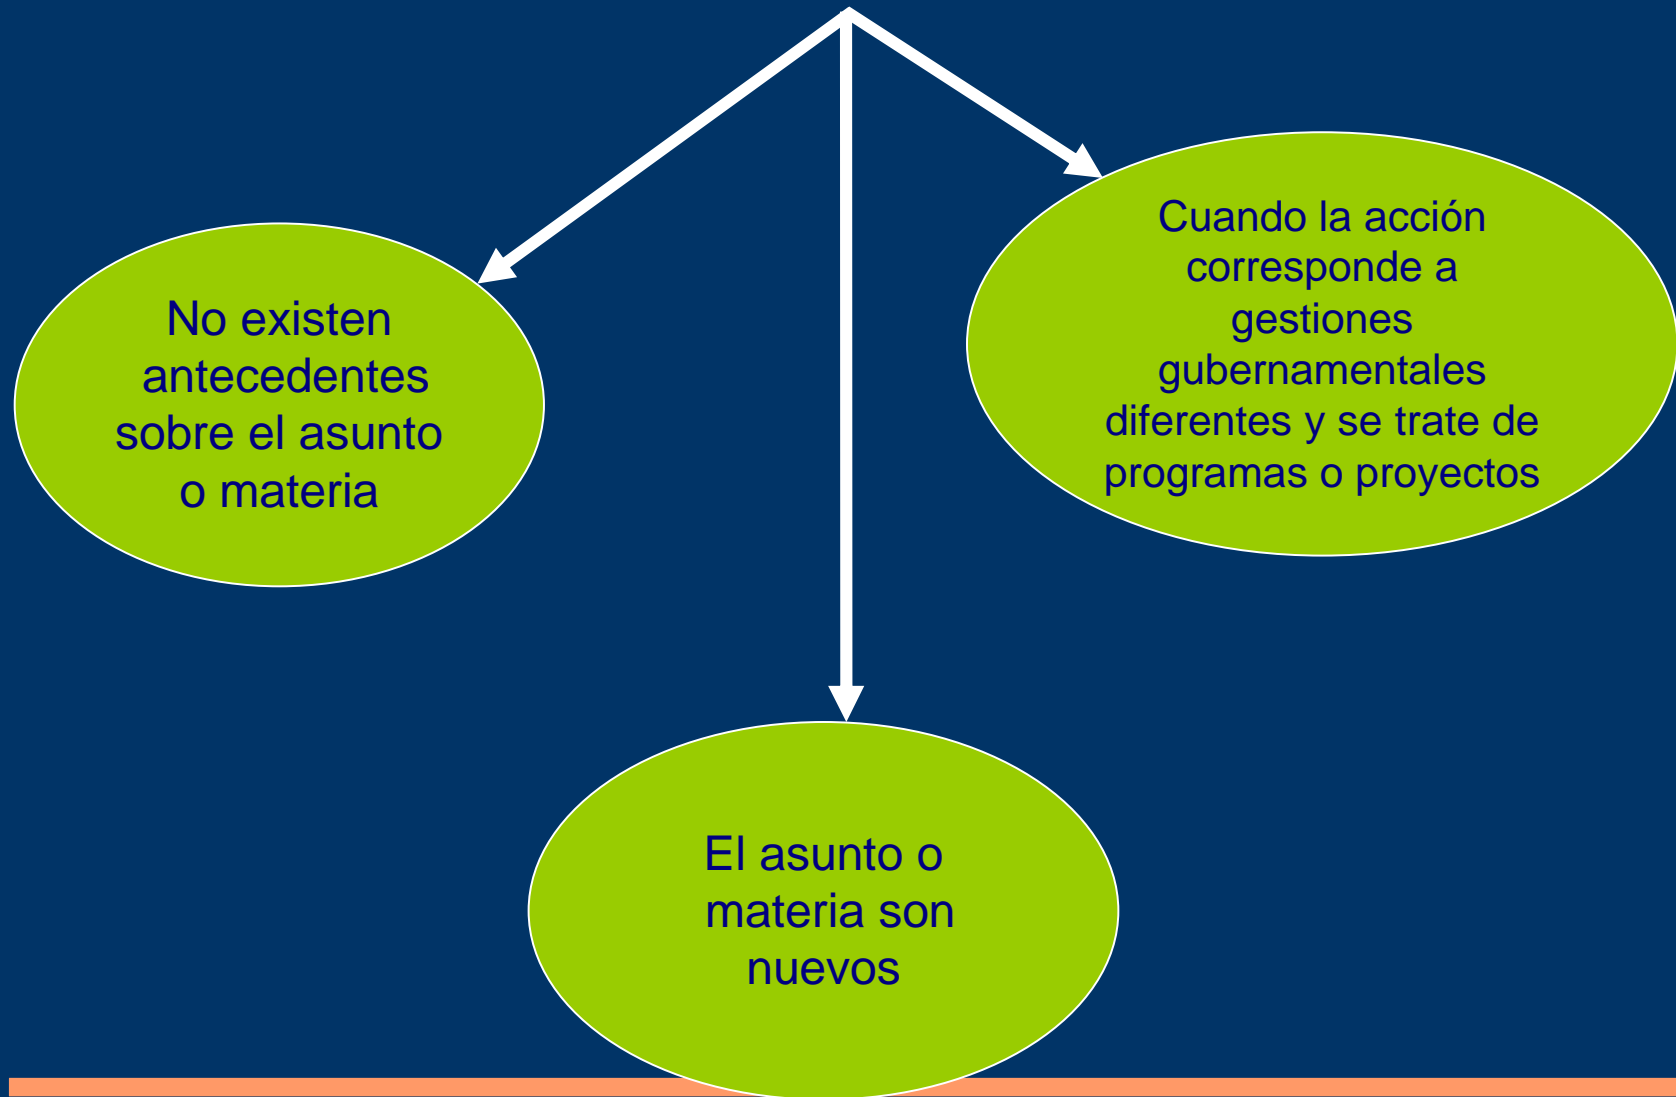 No existen
antecedentes
sobre el asunto
o materia
Cuando la acción
corresponde a
gestiones
gubernamentales
diferentes y se trate de
programas o proyectos
El asunto o
materia son
nuevos